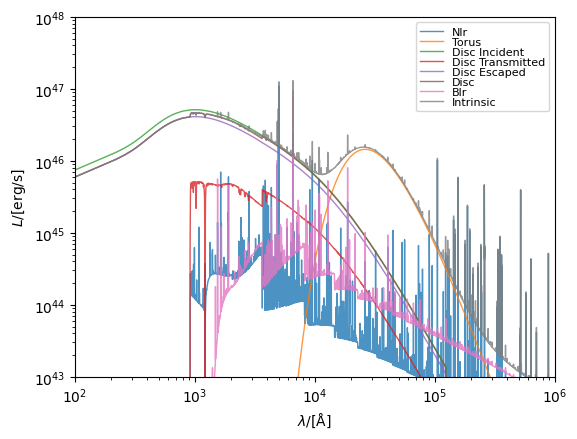 10^48
10^47
10^46
10^45
10^44
10^43
L/[erg/s]
Nlr
Torus
Disc Incident
Disc Transmitted
Disc Escaped
Disc
Blr
Intrinsic
10^2 10^3 10^4 10^5 10^6
λ/[Å]